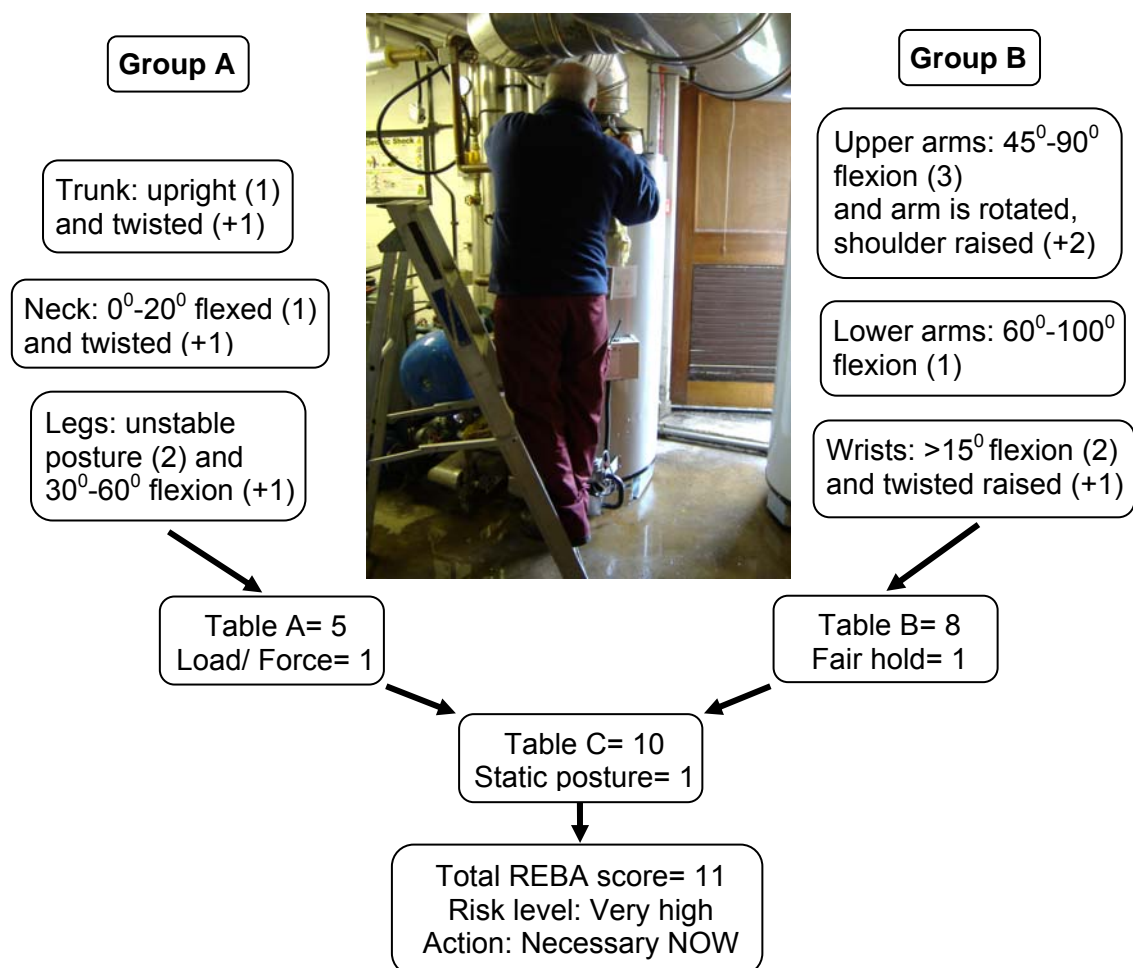 Group A
Trunk: upright (1)
and twisted (+1)
Neck: 0⁰-20⁰ flexed (1)
and twisted (+1)
Legs: unstable
posture (2) and
30⁰-60⁰ flexion (+1)
Group B
Upper arms: 45⁰-90⁰
flexion (3)
and arm is rotated,
shoulder raised (+2)
Lower arms: 60⁰-100⁰
flexion (1)
Wrists: >15⁰ flexion (2)
and twisted raised (+1)
ectric Shock
Table A= 5
Load/ Force= 1
Table B= 8
Fair hold= 1
Table C= 10
Static posture= 1
Total REBA score= 11
Risk level: Very high
Action: Necessary NOW